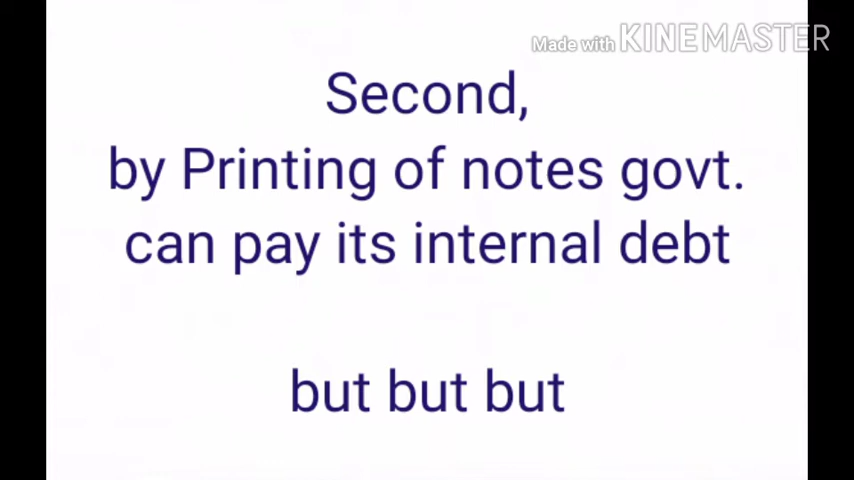 Made with KINEMASTER
Second,
by Printing of notes govt.
can pay its internal debt
but but but